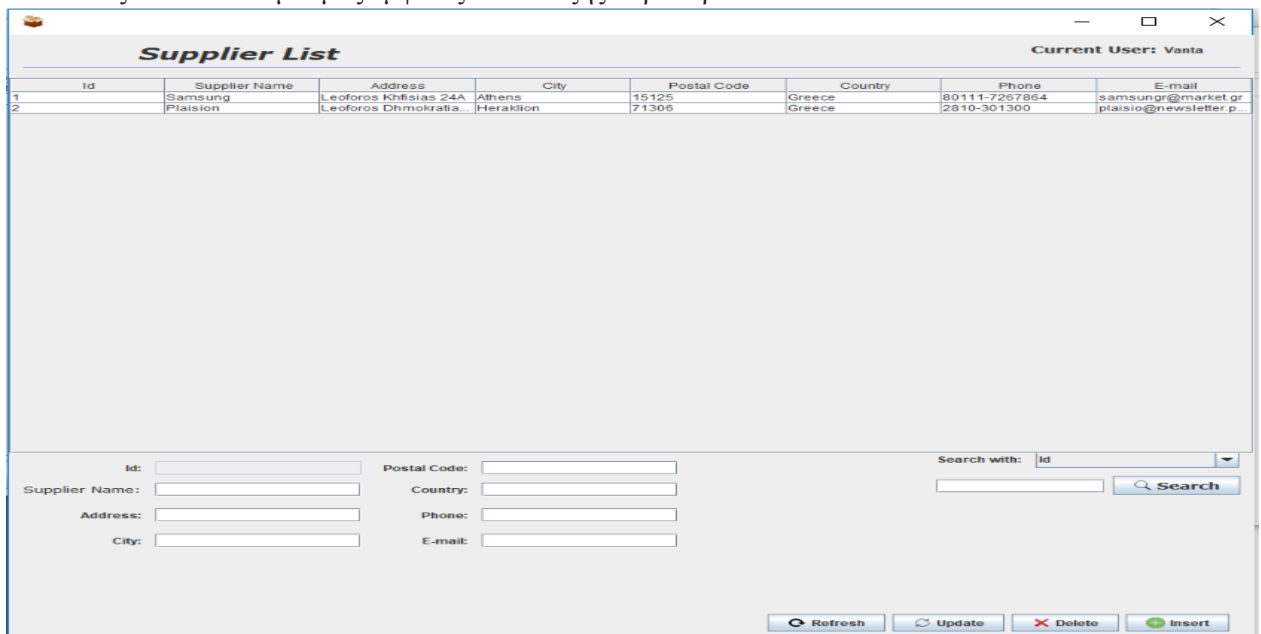 Supplier List
Current User: Vanta
Id Supplier Name Address City Postal Code Country Phone E-mail
1 Samsung Leoforos Khfisias 24A Athens 15125 Greece 80111-7267864 samsungr@market.gr
2 Plaision Leoforos Dhmokratia... Heraklion 71306 Greece 2810-301300 plaisio@newsletter.p...
Id: Postal Code: Search with: Id
Supplier Name: Country: Search
Address: Phone:
City: E-mail:
Refresh Update Delete Insert